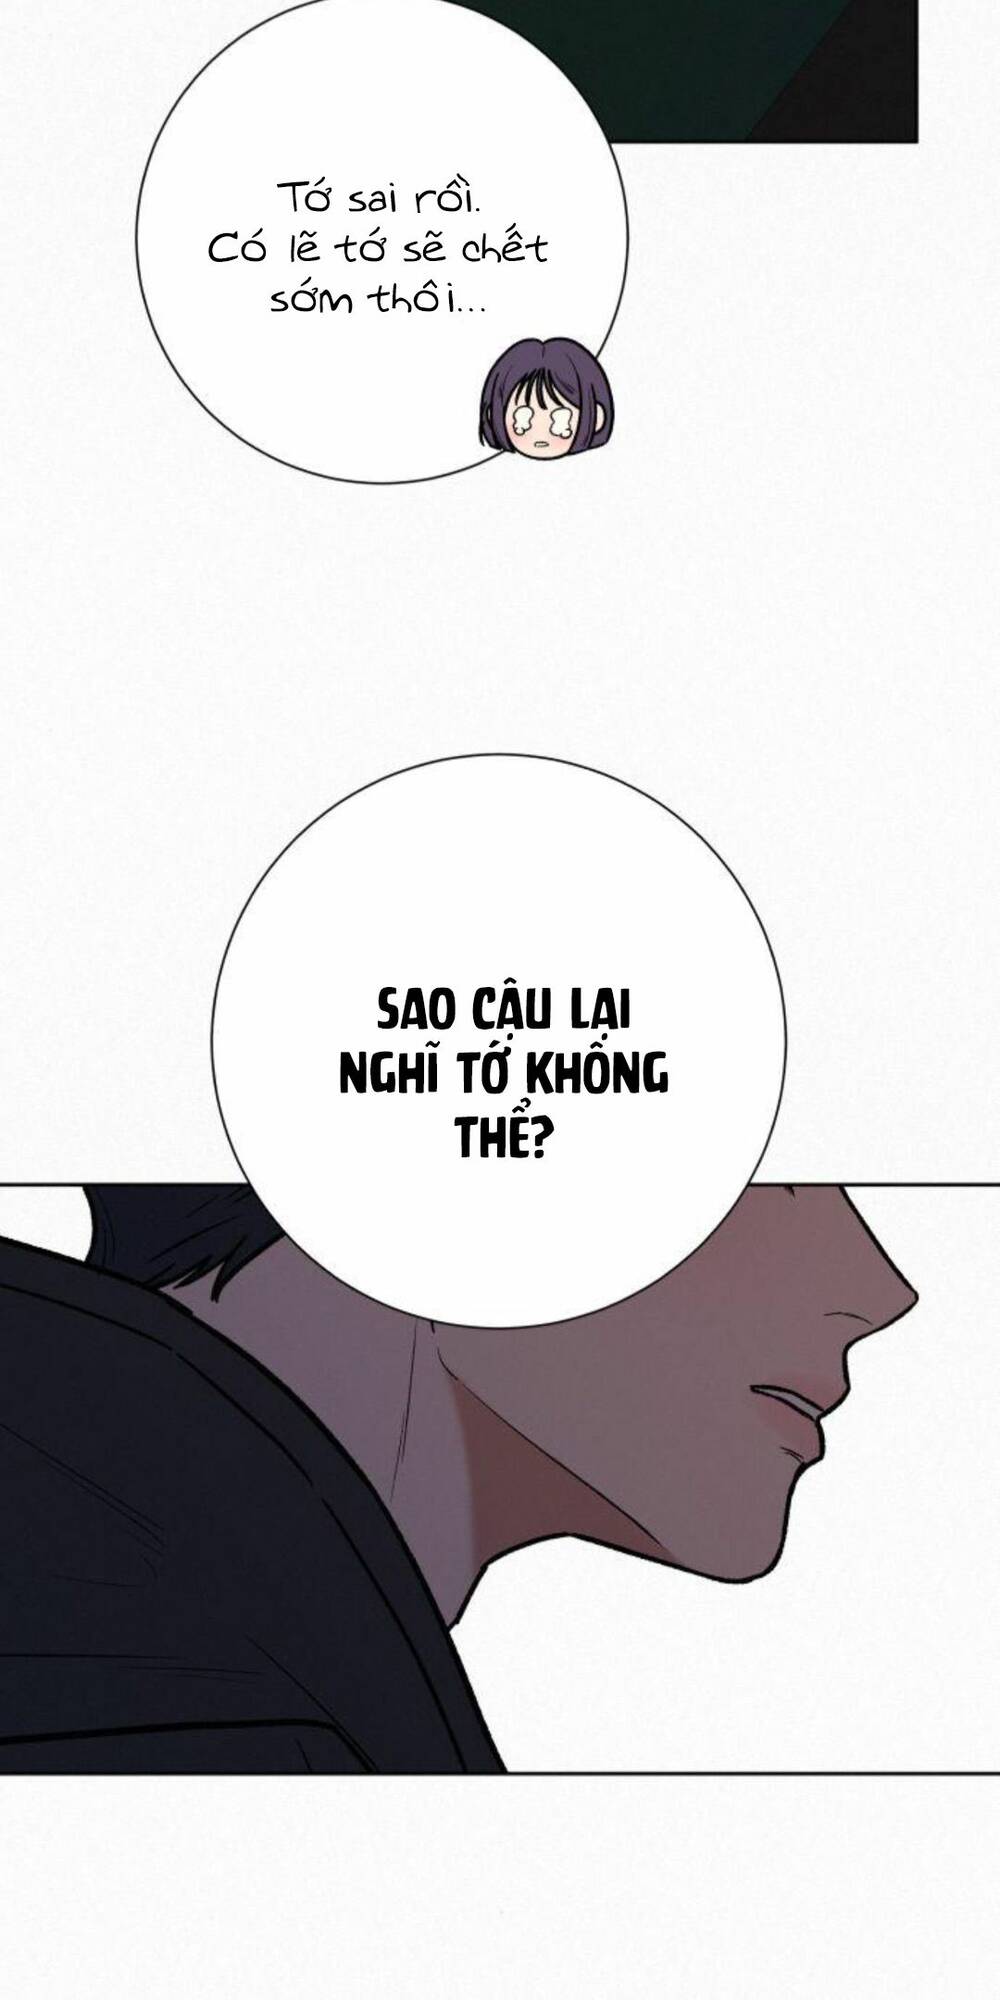 Tớ sai rồi.
Có lẽ tớ sẽ chết
sớm thôi...
SAO CẬU LẠI
NGHĨ TỚ KHÔNG
THỂ?